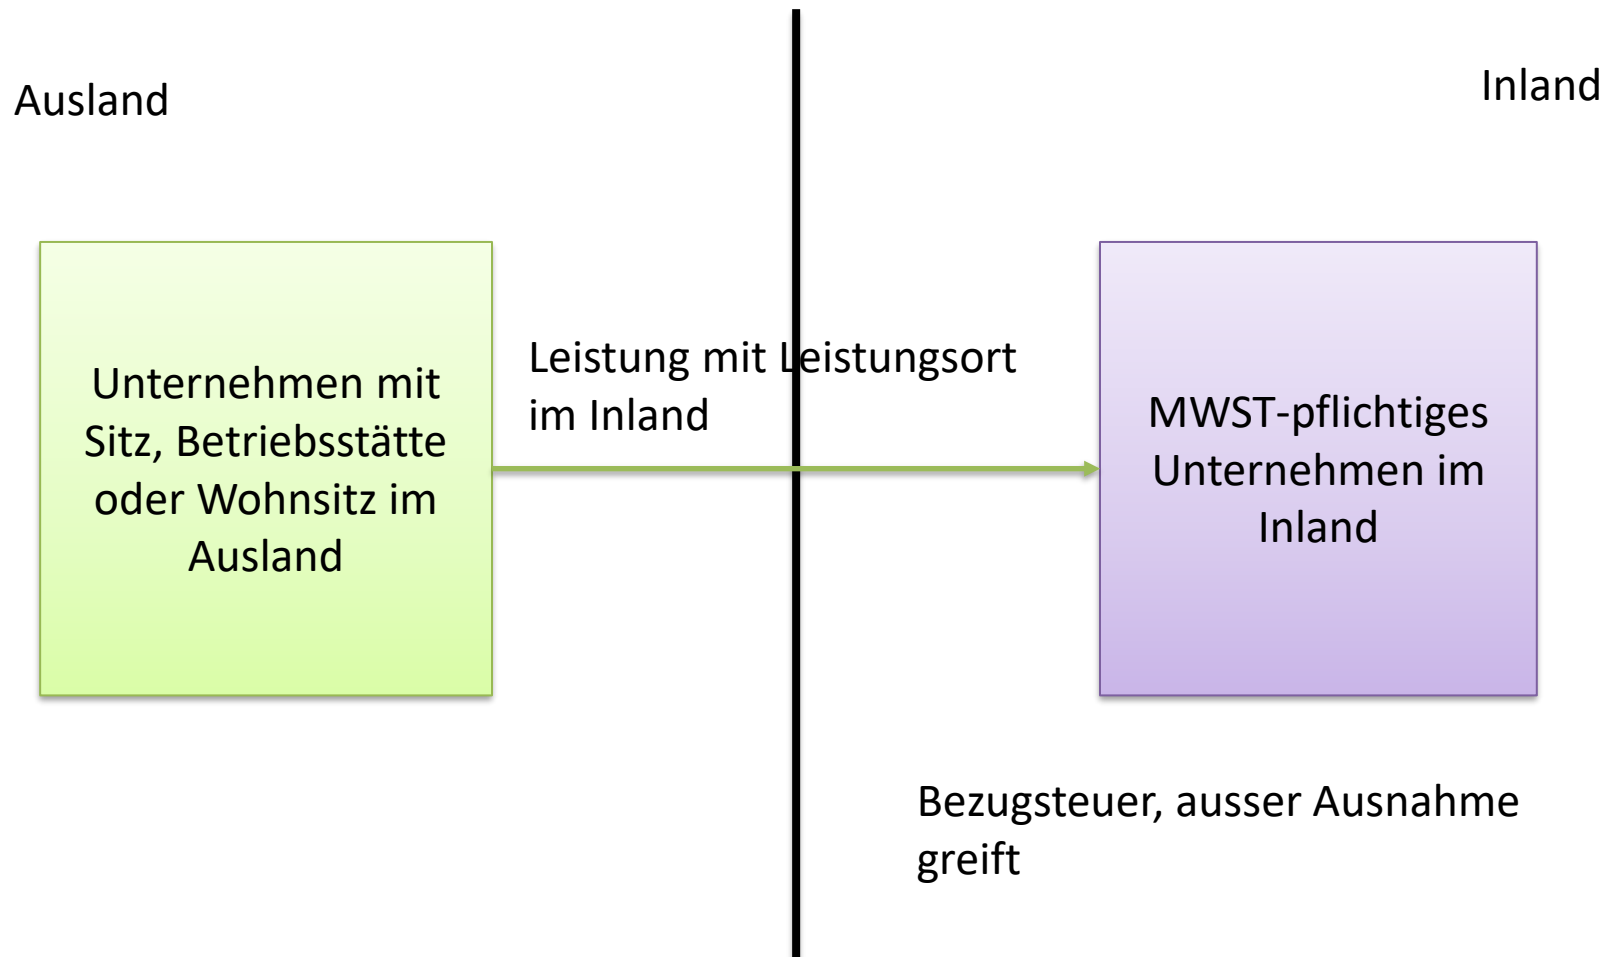 Ausland
Inland
Unternehmen mit
Sitz, Betriebsstätte
oder Wohnsitz im
Ausland
Leistung mit Leistungsort
im Inland
MWST-pflichtiges
Unternehmen im
Inland
Bezugsteuer, ausser Ausnahme
greift